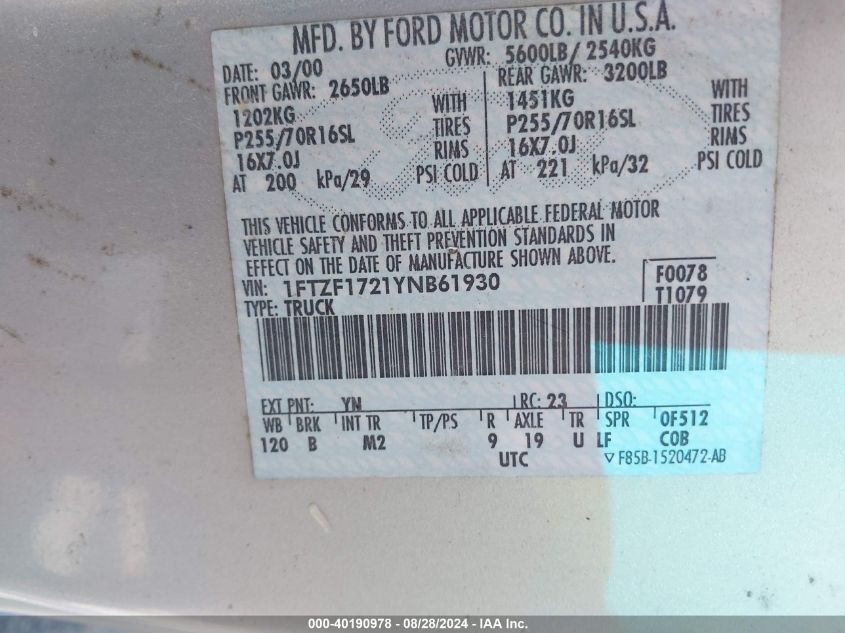 MFD. BY FORD MOTOR CO. IN U.S.A.
DATE: 03/00 GVWR: 5600LB/ 2540KG
FRONT GAWR: 2650LB REAR GAWR: 3200LB
1202KG WITH 1451KG WITH
P255/70R16SL TIRES P255/70R16SL TIRES
16X7.0J RIMS 16X7.0J RIMS
AT 200 kPa/29 PSI COLD AT 221 kPa/32 PSI COLD
THIS VEHICLE CONFORMS TO ALL APPLICABLE FEDERAL MOTOR
VEHICLE SAFETY AND THEFT PREVENTION STANDARDS IN
EFFECT ON THE DATE OF MANUFACTURE SHOWN ABOVE.
VIN: 1FTZF1721YNB61930 F0078
TYPE: TRUCK T1079
EXT PNT: YN RC: 23 DSO:
WB BRK INT TR TP/PS R AXLE TR SPR 0F512
120 B M2 9 19 U LF COB
UTC ▽ F85B-1520472-AB
000-40190978 / 08/28/2024 - IAA Inc.